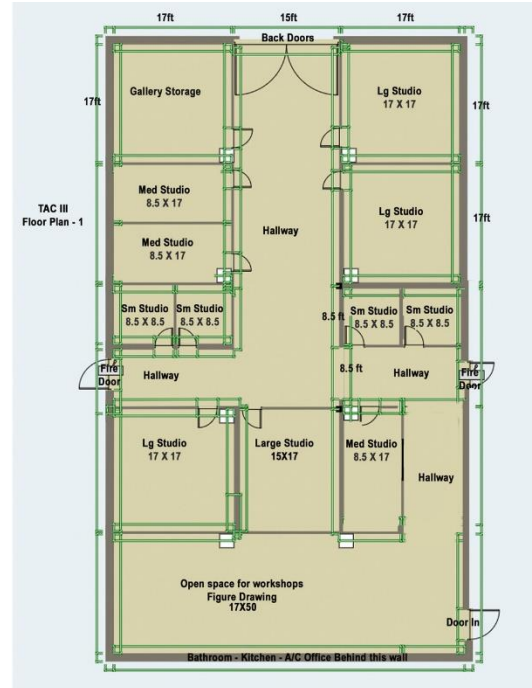 17ft
15ft
17ft
Back Doors
17ft
Gallery Storage
Lg Studio
17 X 17
17ft
Med Studio
8.5 X 17
TAC III
Floor Plan - 1
Lg Studio
17 X 17
17ft
Med Studio
8.5 X 17
Hallway
Sm Studio
8.5 X 8.5
Sm Studio
8.5 X 8.5
8.5 ft
Sm Studio
8.5 X 8.5
Sm Studio
8.5 X 8.5
Fire
Door
Hallway
8.5 ft
Hallway
Fire
Door
Lg Studio
17 X 17
Large Studio
15X17
Med Studio
8.5 X 17
Hallway
Open space for workshops
Figure Drawing
17X50
Door In
Bathroom - Kitchen - A/C Office Behind this wall